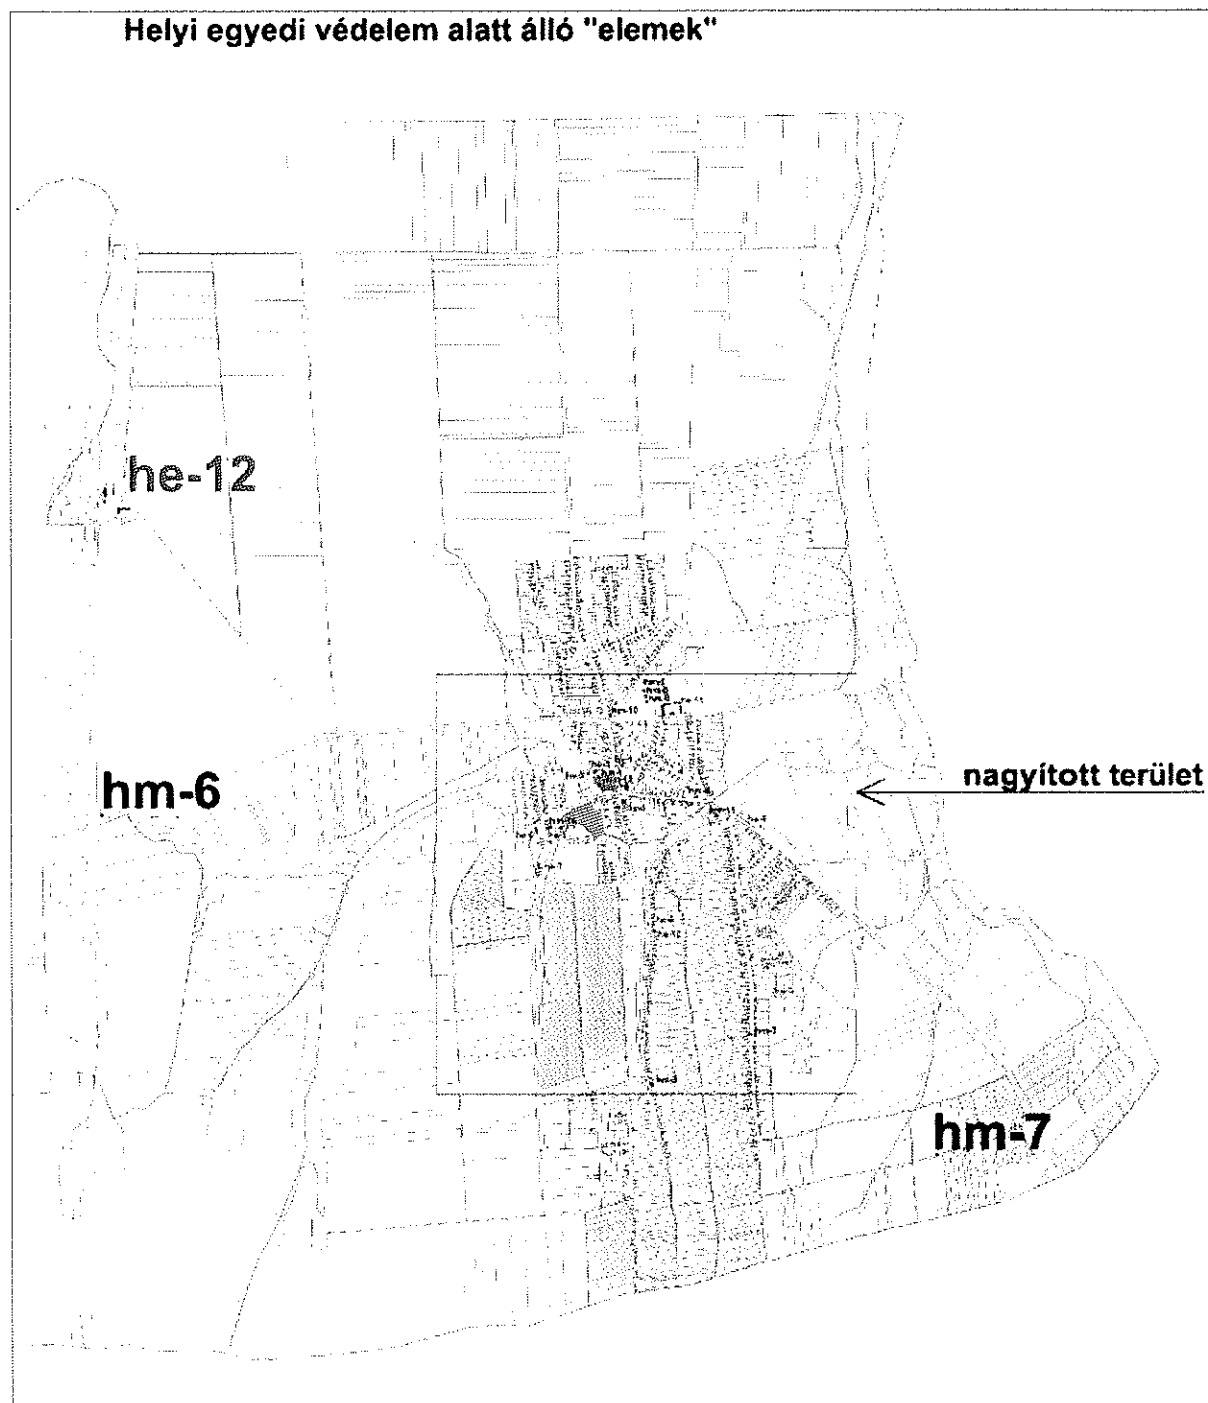 Helyi egyedi védelem alatt álló "elemek"
he-12
hm-6
nagyított terület
hm-7